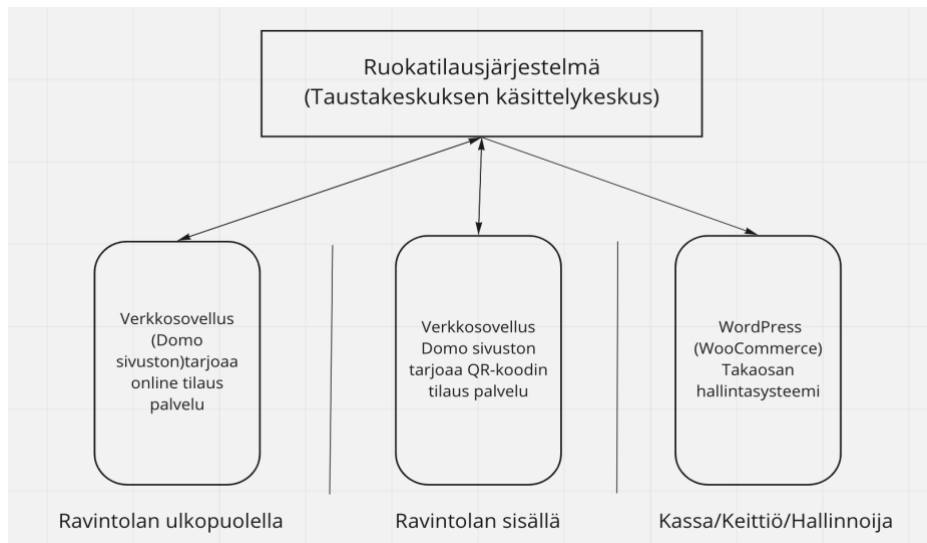 Ruokatilausjärjestelmä
(Taustakeskuksen käsittelykeskus)
Verkkosovellus
(Domo
sivuston)tarjoaa
online tilaus
palvelu
Verkkosovellus
Domo sivuston
tarjoaa QR-koodin
tilaus palvelu
WordPress
(WooCommerce)
Takaosan
hallintasysteemi
Ravintolan ulkopuolella
Ravintolan sisällä
Kassa/Keittiö/Hallinnoija